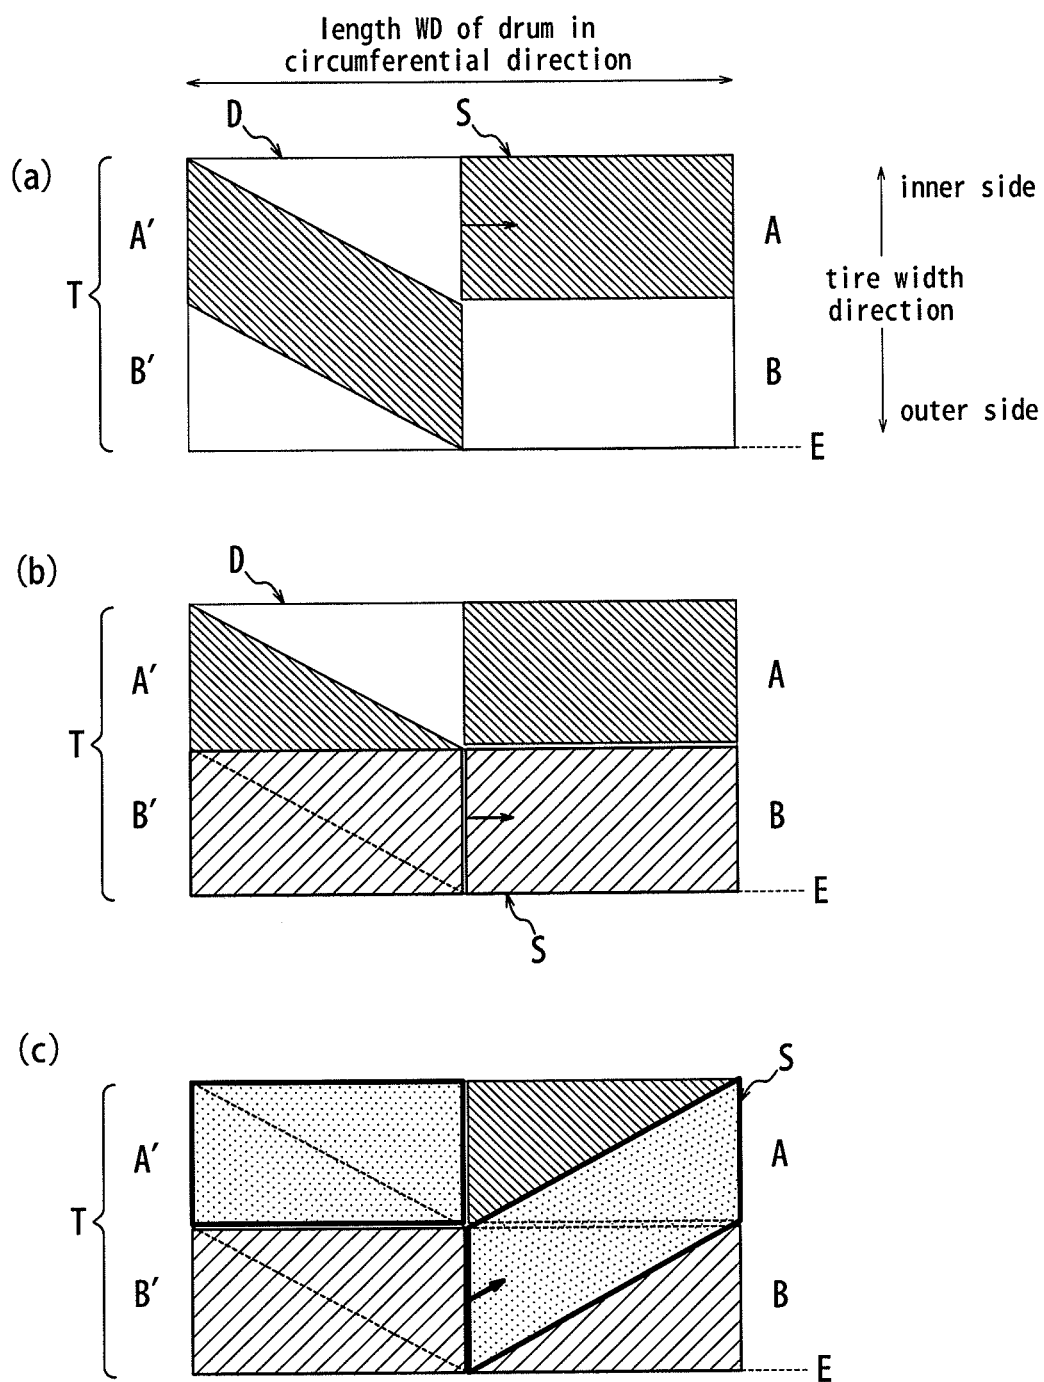 length WD of drum in
circumferential direction
D
S
(a)
A′
A
inner side
T
tire width
direction
B′
B
outer side
E
(b)
D
A′
A
T
B′
B
E
S
(c)
S
A′
A
T
B′
B
E